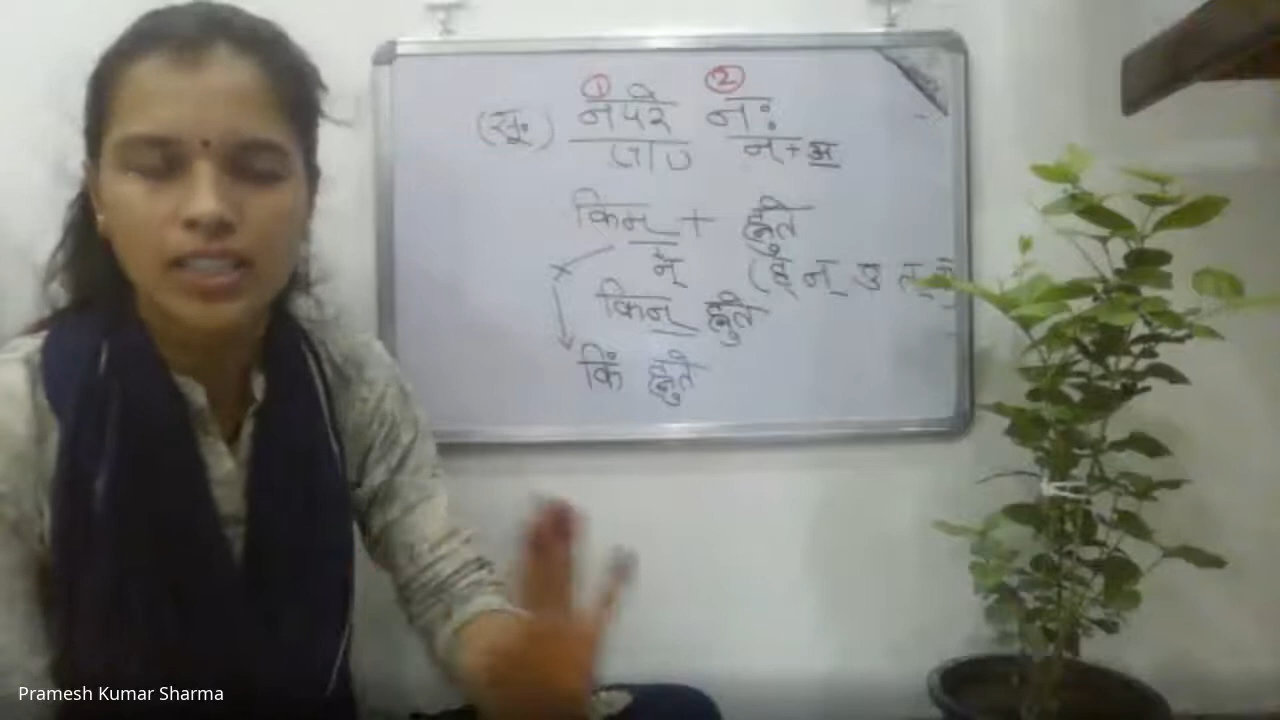 ① ②
(सू॰) नपरे नः
न् + अ
किम् + ह्नुते
न् (ह् न् उ त्
किन् ह्नुते
किं ह्नुते
Pramesh Kumar Sharma